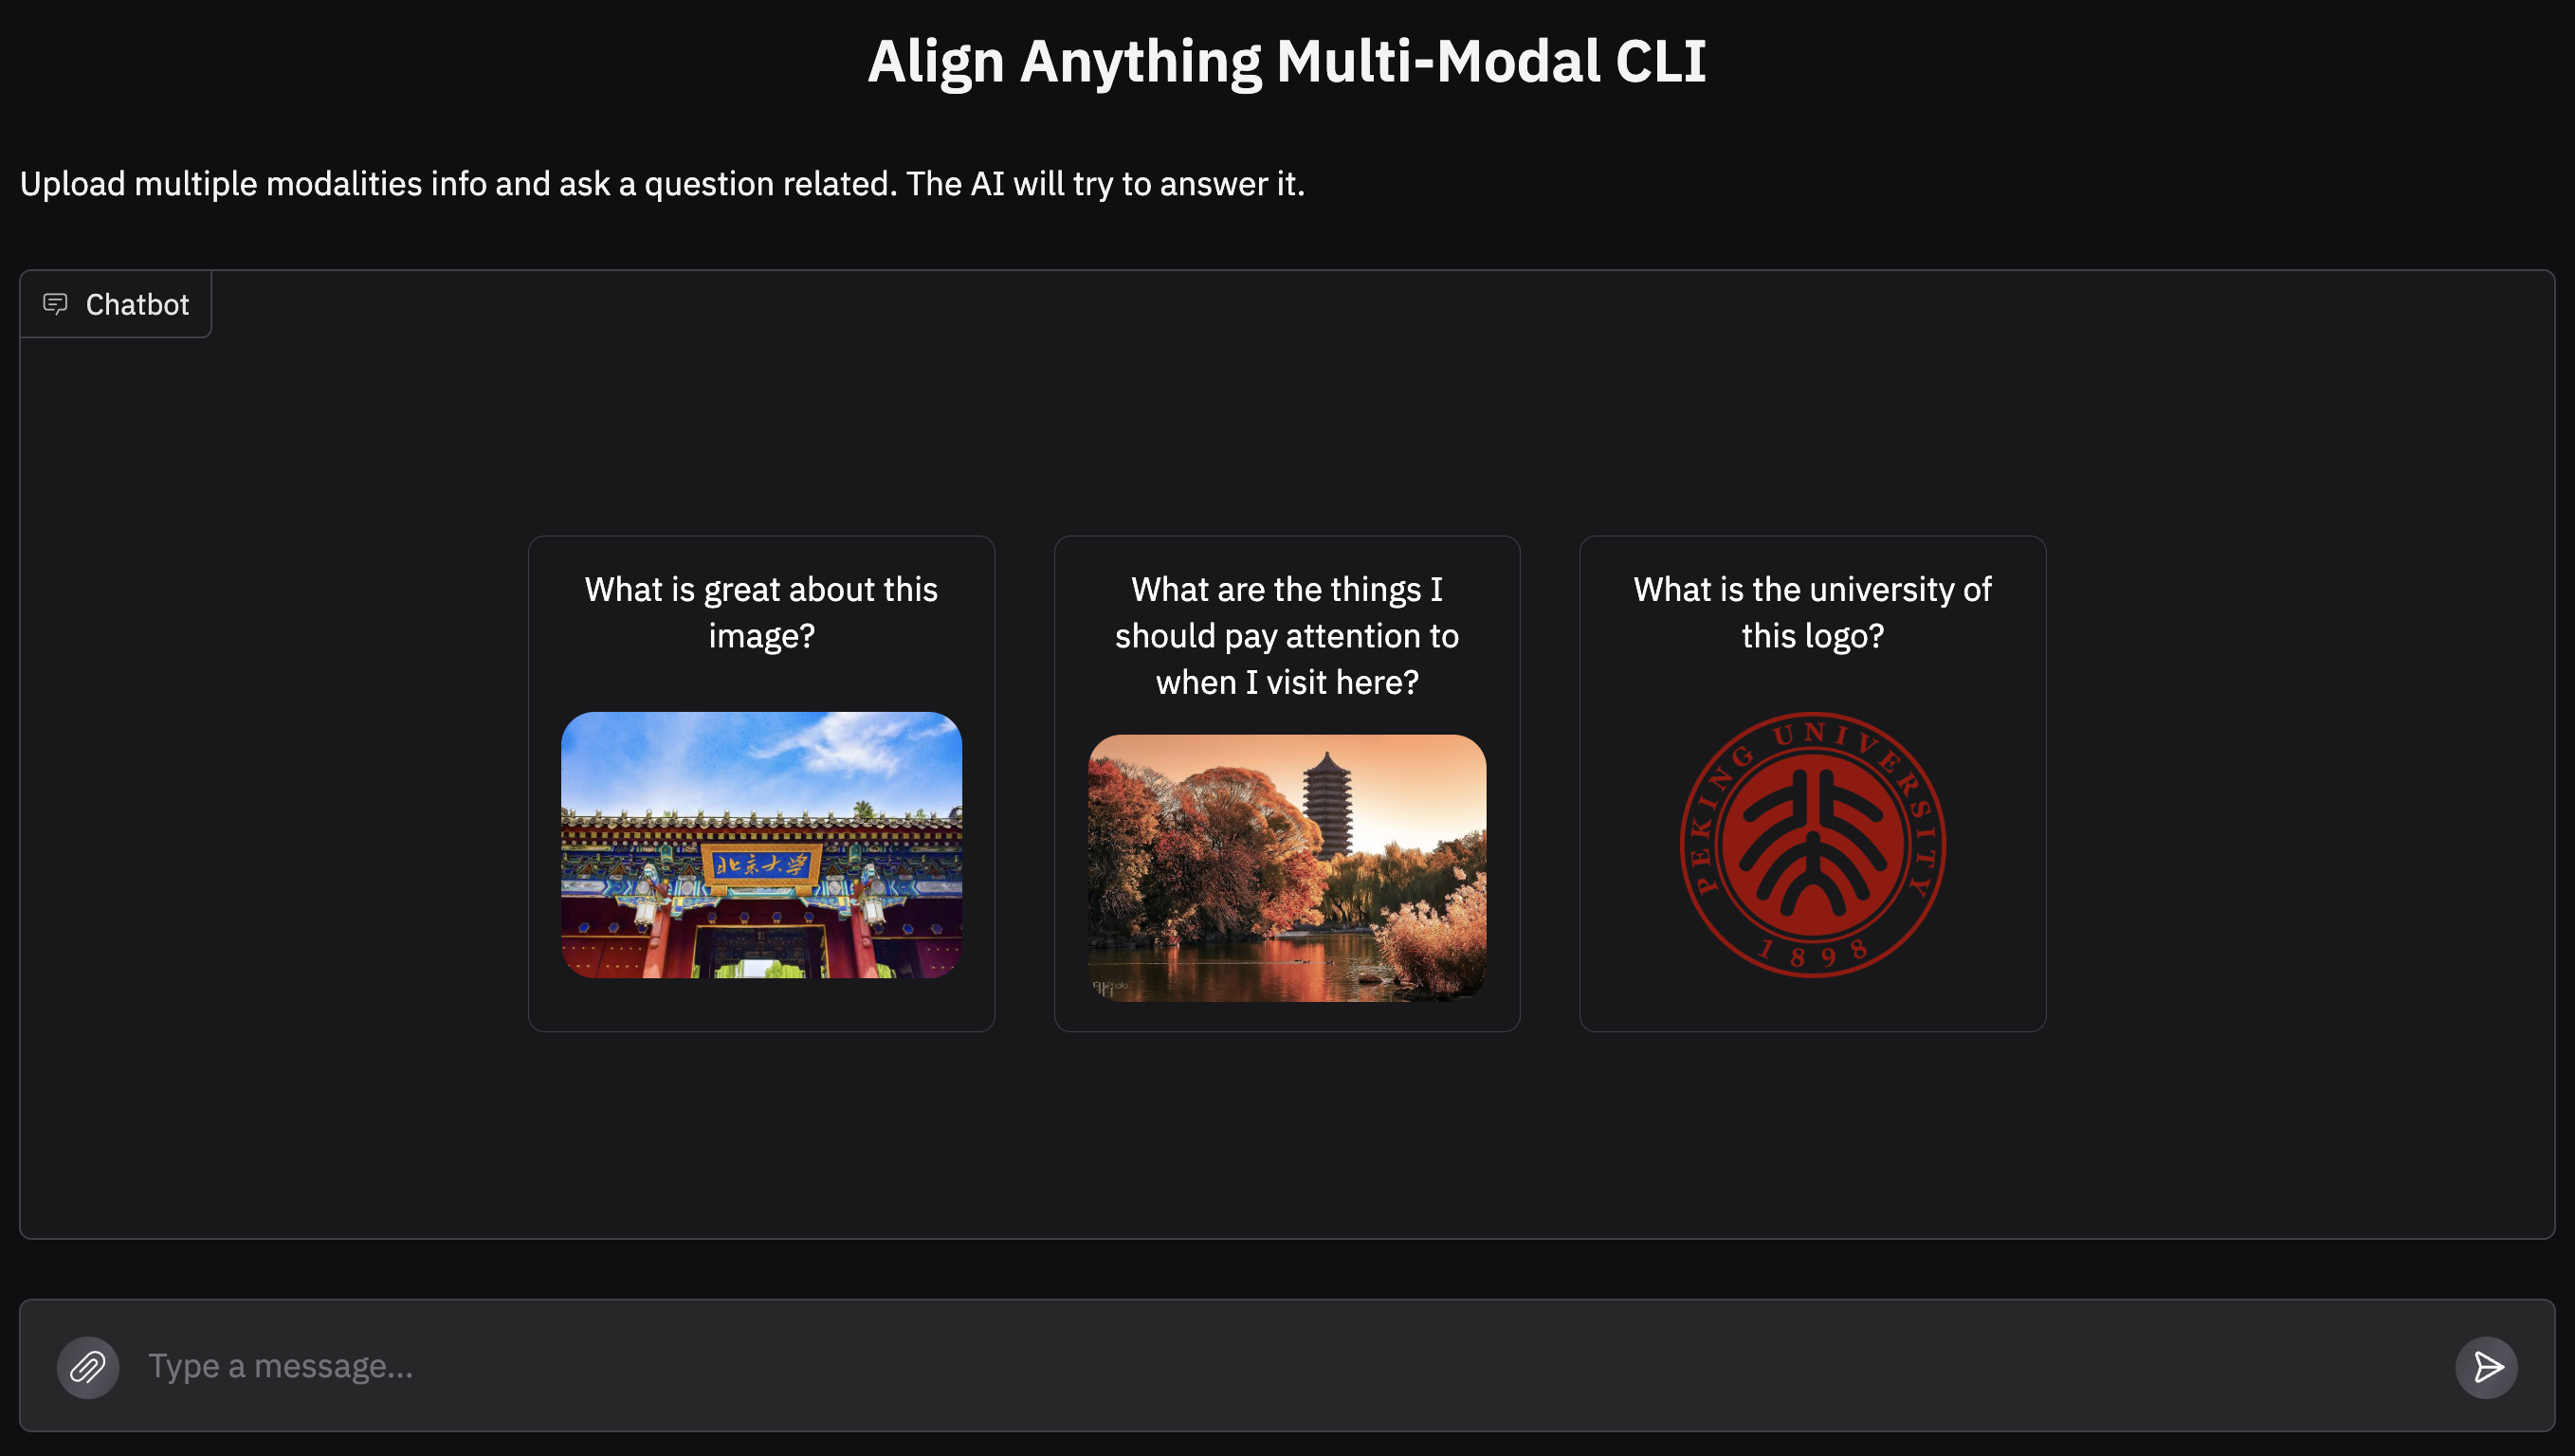 Align Anything Multi-Modal CLI
Upload multiple modalities info and ask a question related. The AI will try to answer it.
Chatbot
What is great about this
image?
北京大学
What are the things I
should pay attention to
when I visit here?
What is the university of
this logo?
PEKING UNIVERSITY
1898
Type a message...